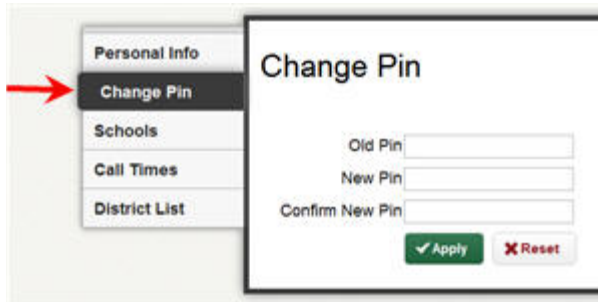 Personal Info
Change Pin
Schools
Call Times
District List
Change Pin
Old Pin
New Pin
Confirm New Pin
Apply Reset